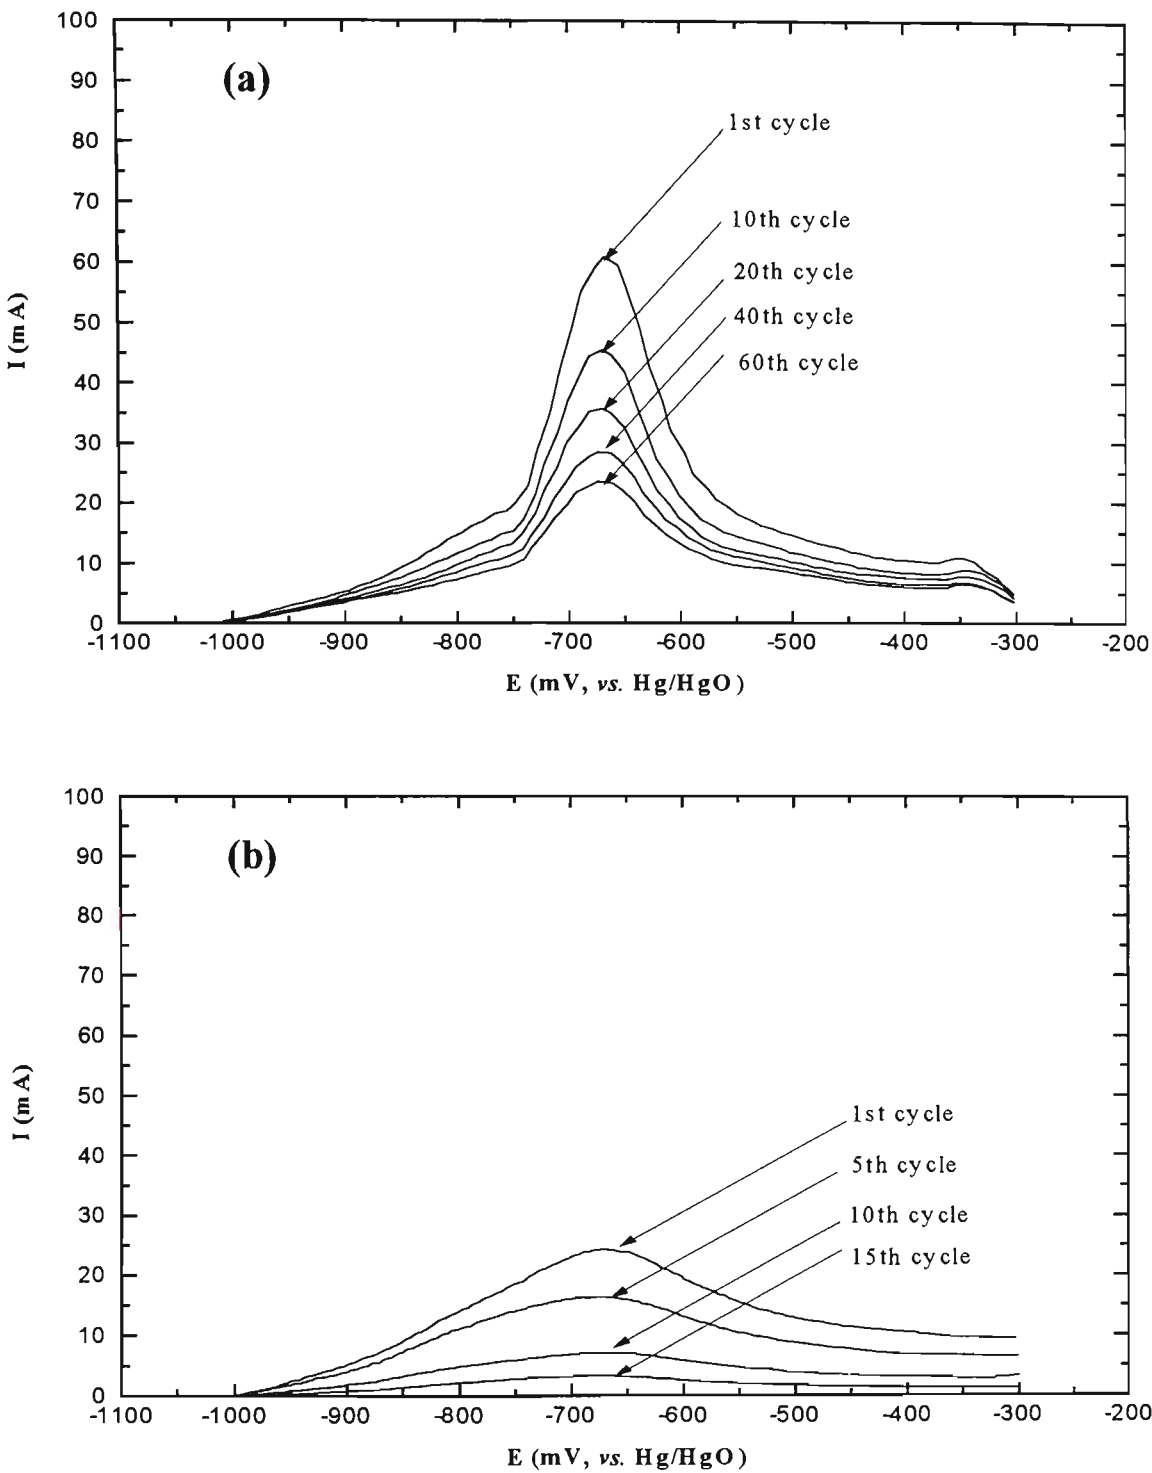 100
(a)
90
1st cycle
80
70
10th cycle
60
20th cycle
50
40th cycle
40
60th cycle
30
20
10
0
-1100 -1000 -900 -800 -700 -600 -500 -400 -300 -200
I (mA)
E (mV, vs. Hg/HgO)
100
(b)
90
80
70
60
50
1st cycle
40
5th cycle
30
10th cycle
15th cycle
20
10
0
-1100 -1000 -900 -800 -700 -600 -500 -400 -300 -200
I (mA)
E (mV, vs. Hg/HgO)